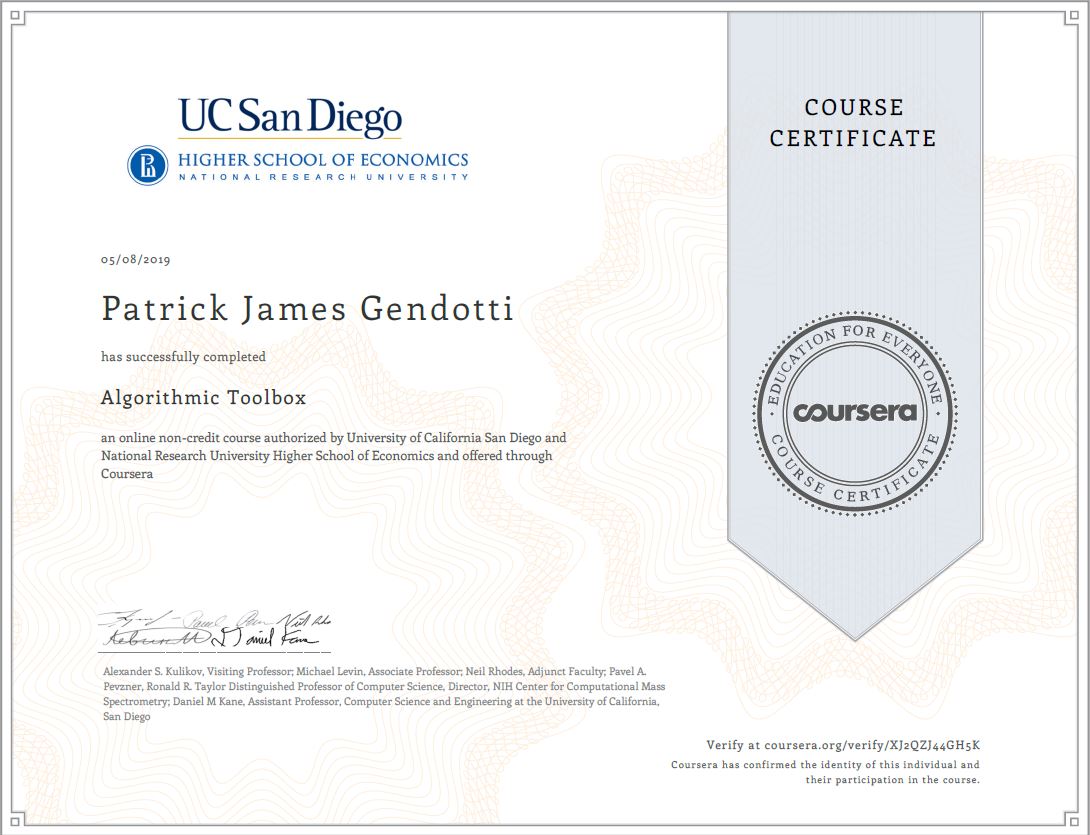 UC San Diego
HIGHER SCHOOL OF ECONOMICS
NATIONAL RESEARCH UNIVERSITY
COURSE
CERTIFICATE
05/08/2019
Patrick James Gendotti
has successfully completed
Algorithmic Toolbox
an online non-credit course authorized by University of California San Diego and
National Research University Higher School of Economics and offered through
Coursera
EDUCATION FOR EVERYONE
coursera
COURSE CERTIFICATE
Alexander S. Kulikov, Visiting Professor; Michael Levin, Associate Professor; Neil Rhodes, Adjunct Faculty; Pavel A.
Pevzner, Ronald R. Taylor Distinguished Professor of Computer Science, Director, NIH Center for Computational Mass
Spectrometry; Daniel M Kane, Assistant Professor, Computer Science and Engineering at the University of California,
San Diego
Verify at coursera.org/verify/XJ2QZJ44GH5K
Coursera has confirmed the identity of this individual and
their participation in the course.